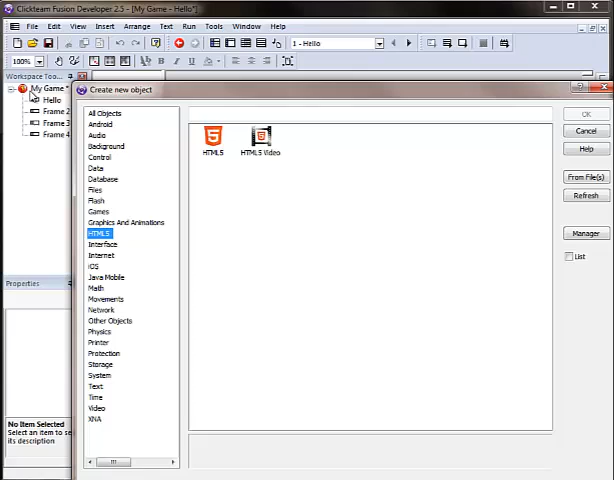 Clickteam Fusion Developer 2.5 - [My Game - Hello*]
File Edit View Insert Arrange Text Run Tools Window Help
1 - Hello
100%
Workspace Too...
My Game *
Hello
Frame 2
Frame 3
Frame 4
Properties
No Item Selected
Select an item to se
its description
Create new object
All Objects
Android
Audio
Background
Control
Data
Database
Files
Flash
Games
Graphics And Animations
HTML5
Interface
Internet
iOS
Java Mobile
Math
Movements
Network
Other Objects
Physics
Printer
Protection
Storage
System
Text
Time
Video
XNA
HTML5 HTML5 Video
OK
Cancel
Help
From File(s)
Refresh
Manager
List